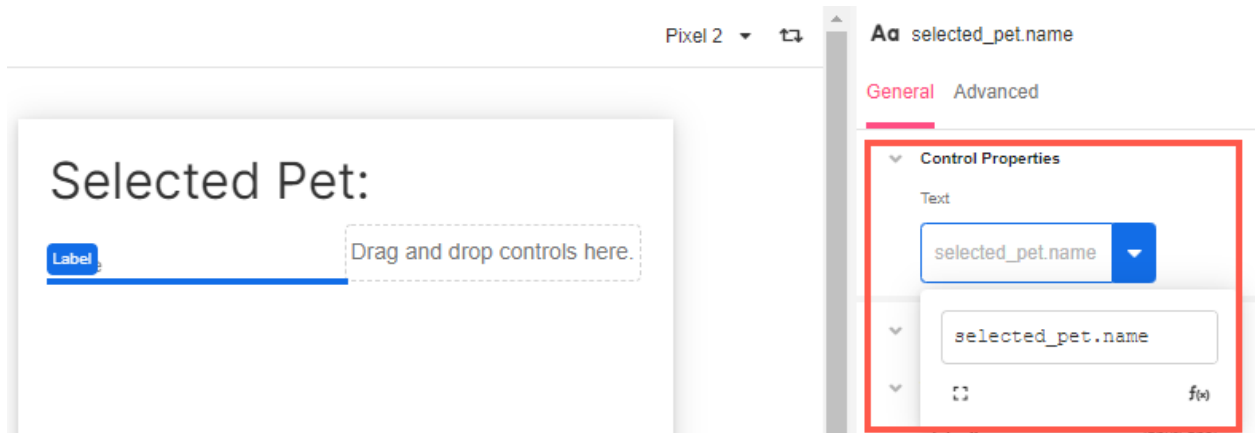 Pixel 2
Aa selected_pet.name
General Advanced
Control Properties
Text
selected_pet.name
selected_pet.name
f(x)
Selected Pet:
Label
Drag and drop controls here.